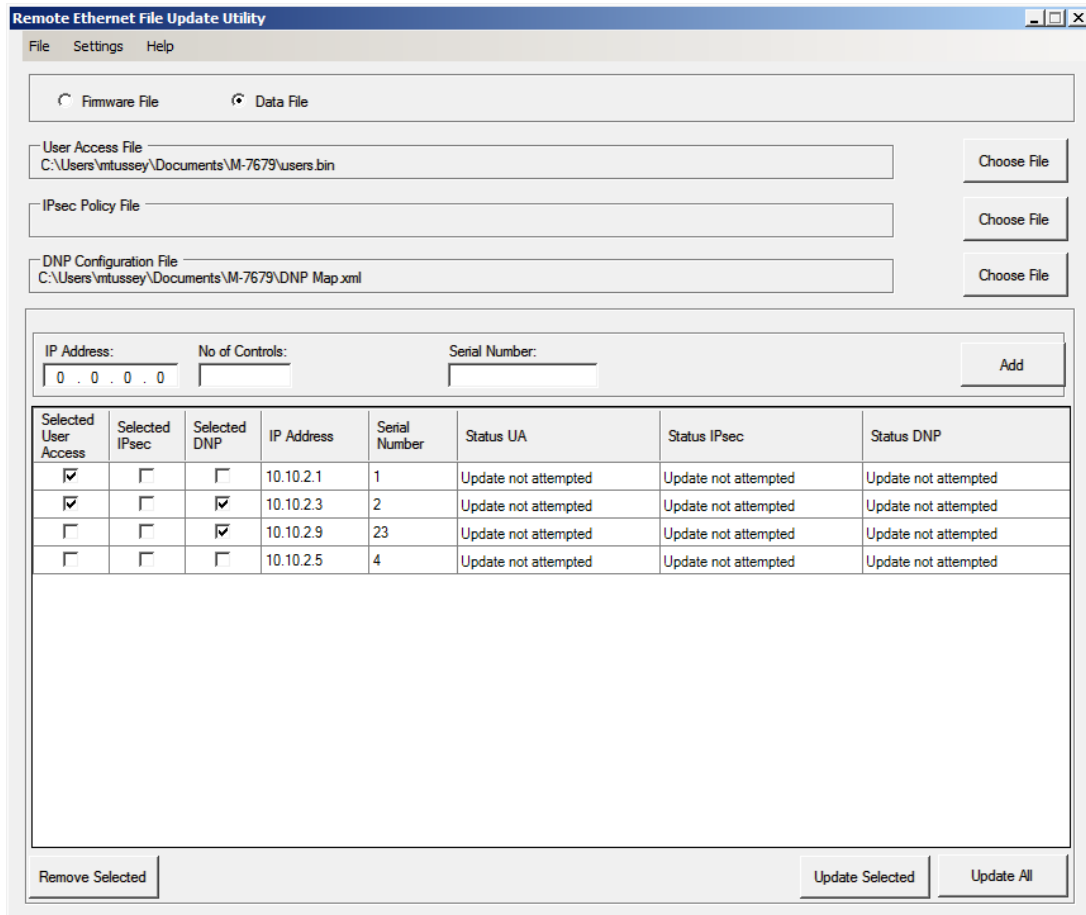 Remote Ethernet File Update Utility
File Settings Help
Firmware File Data File
User Access File
C:\Users\mtussey\Documents\M-7679\users.bin
Choose File
IPsec Policy File
Choose File
DNP Configuration File
C:\Users\mtussey\Documents\M-7679\DNP Map.xml
Choose File
IP Address: No of Controls: Serial Number:
0 . 0 . 0 . 0
Add
Selected User Access Selected IPsec Selected DNP IP Address Serial Number Status UA Status IPsec Status DNP
10.10.2.1 1 Update not attempted Update not attempted Update not attempted
10.10.2.3 2 Update not attempted Update not attempted Update not attempted
10.10.2.9 23 Update not attempted Update not attempted Update not attempted
10.10.2.5 4 Update not attempted Update not attempted Update not attempted
Remove Selected Update Selected Update All